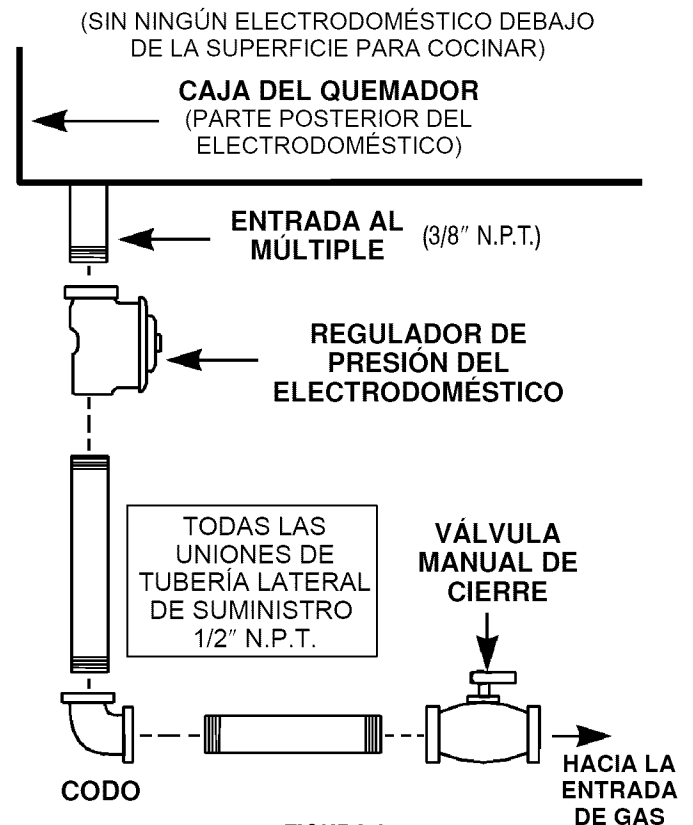 (SIN NINGÚN ELECTRODOMÉSTICO DEBAJO
DE LA SUPERFICIE PARA COCINAR)
CAJA DEL QUEMADOR
(PARTE POSTERIOR DEL
ELECTRODOMÉSTICO)
ENTRADA AL
MÚLTIPLE
(3/8″ N.P.T.)
REGULADOR DE
PRESIÓN DEL
ELECTRODOMÉSTICO
TODAS LAS
UNIONES DE
TUBERÍA LATERAL
DE SUMINISTRO
1/2″ N.P.T.
VÁLVULA
MANUAL DE
CIERRE
CODO
HACIA LA
ENTRADA
DE GAS